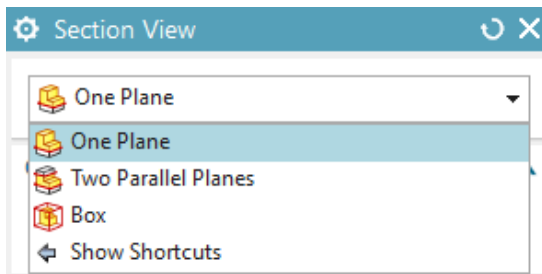 Section View
One Plane
One Plane
Two Parallel Planes
Box
Show Shortcuts